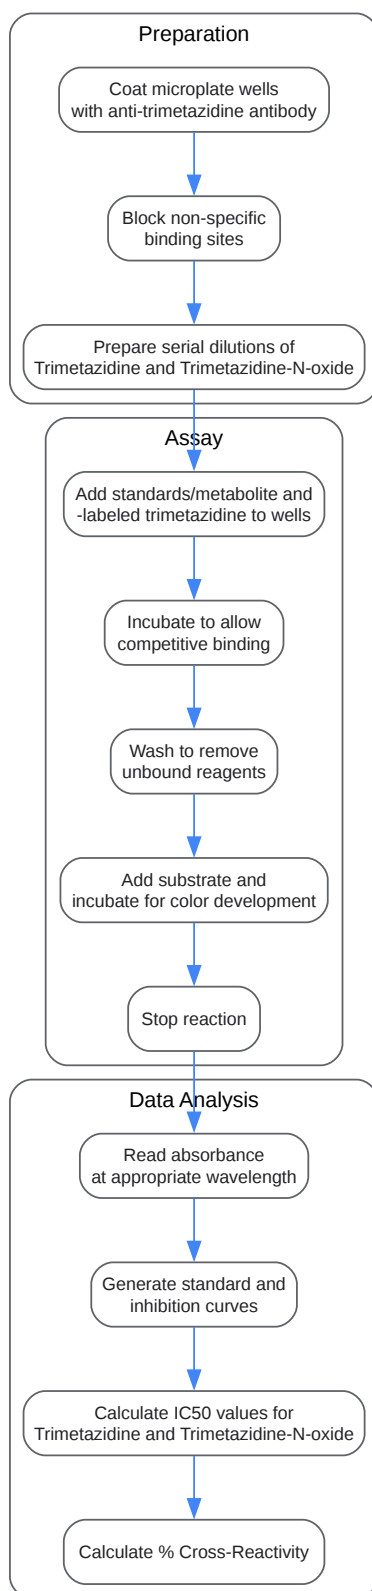 Preparation
Coat microplate wells
with anti-trimetazidine antibody
Block non-specific
binding sites
Prepare serial dilutions of
Trimetazidine and Trimetazidine-N-oxide
Assay
Add standards/metabolite and
-labeled trimetazidine to wells
Incubate to allow
competitive binding
Wash to remove
unbound reagents
Add substrate and
incubate for color development
Stop reaction
Data Analysis
Read absorbance
at appropriate wavelength
Generate standard and
inhibition curves
Calculate IC50 values for
Trimetazidine and Trimetazidine-N-oxide
Calculate % Cross-Reactivity